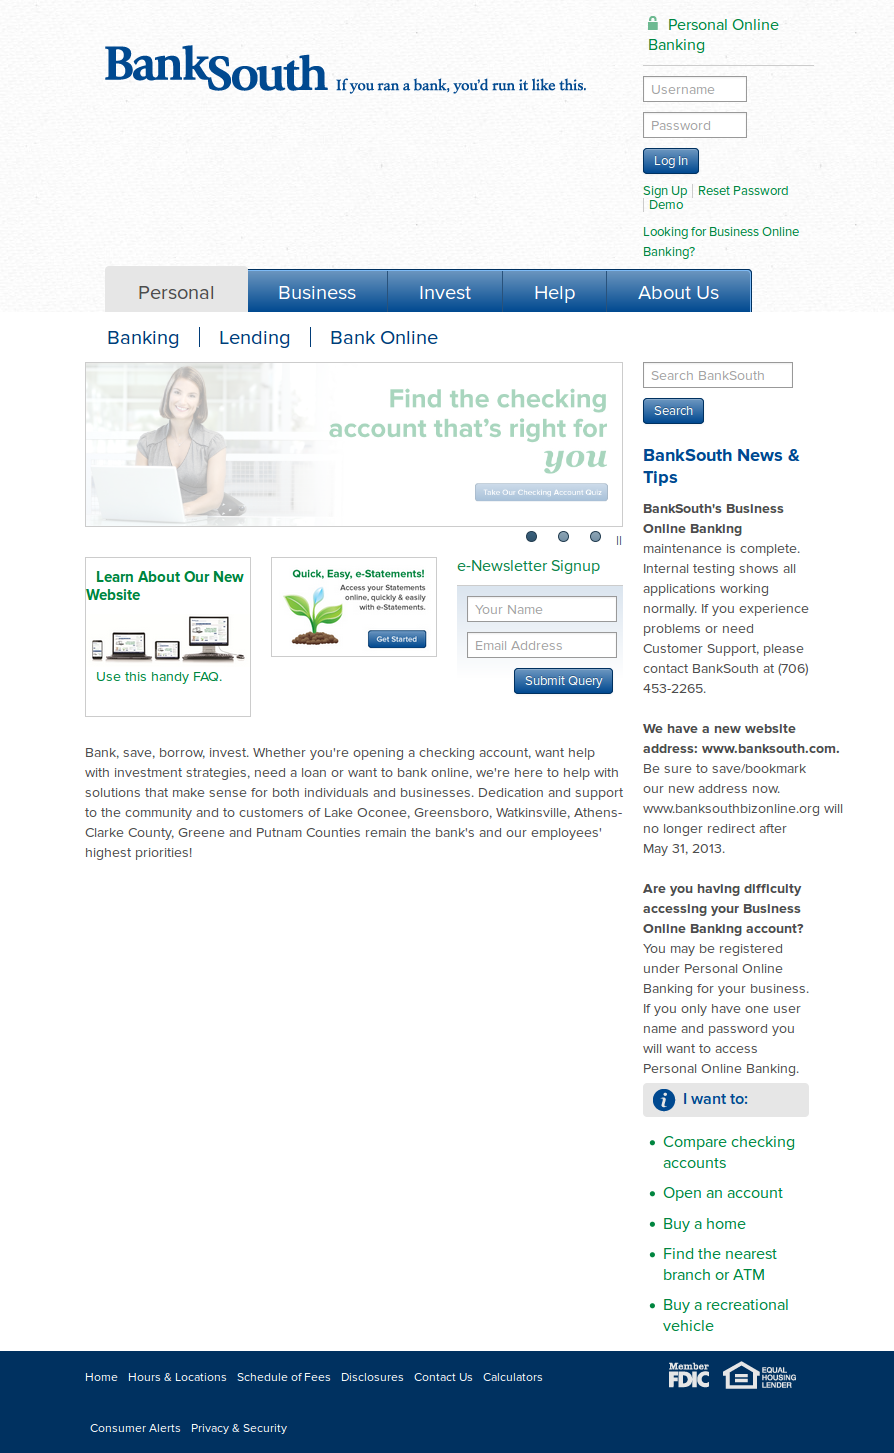 Personal Online
Banking
BankSouth If you ran a bank, you'd run it like this.
Username
Password
Log In
Sign Up Reset Password
Demo
Looking for Business Online
Banking?
Personal Business Invest Help About Us
Banking Lending Bank Online
Find the checking
account that's right for
you
Take Our Checking Account Quiz
Search BankSouth
Search
Learn About Our New
Website
Use this handy FAQ.
Quick, Easy, e-Statements!
Access your Statements
online, quickly & easily
with e-Statements.
Get Started
e-Newsletter Signup
Your Name
Email Address
Submit Query
Bank, save, borrow, invest. Whether you're opening a checking account, want help
with investment strategies, need a loan or want to bank online, we're here to help with
solutions that make sense for both individuals and businesses. Dedication and support
to the community and to customers of Lake Oconee, Greensboro, Watkinsville, Athens-
Clarke County, Greene and Putnam Counties remain the bank's and our employees'
highest priorities!
BankSouth News &
Tips
BankSouth's Business
Online Banking
maintenance is complete.
Internal testing shows all
applications working
normally. If you experience
problems or need
Customer Support, please
contact BankSouth at (706)
453-2265.
We have a new website
address: www.banksouth.com.
Be sure to save/bookmark
our new address now.
www.banksouthbizonline.org will
no longer redirect after
May 31, 2013.
Are you having difficulty
accessing your Business
Online Banking account?
You may be registered
under Personal Online
Banking for your business.
If you only have one user
name and password you
will want to access
Personal Online Banking.
i I want to:
• Compare checking
accounts
• Open an account
• Buy a home
• Find the nearest
branch or ATM
• Buy a recreational
vehicle
Home Hours & Locations Schedule of Fees Disclosures Contact Us Calculators
Consumer Alerts Privacy & Security
Member
FDIC
EQUAL
HOUSING
LENDER